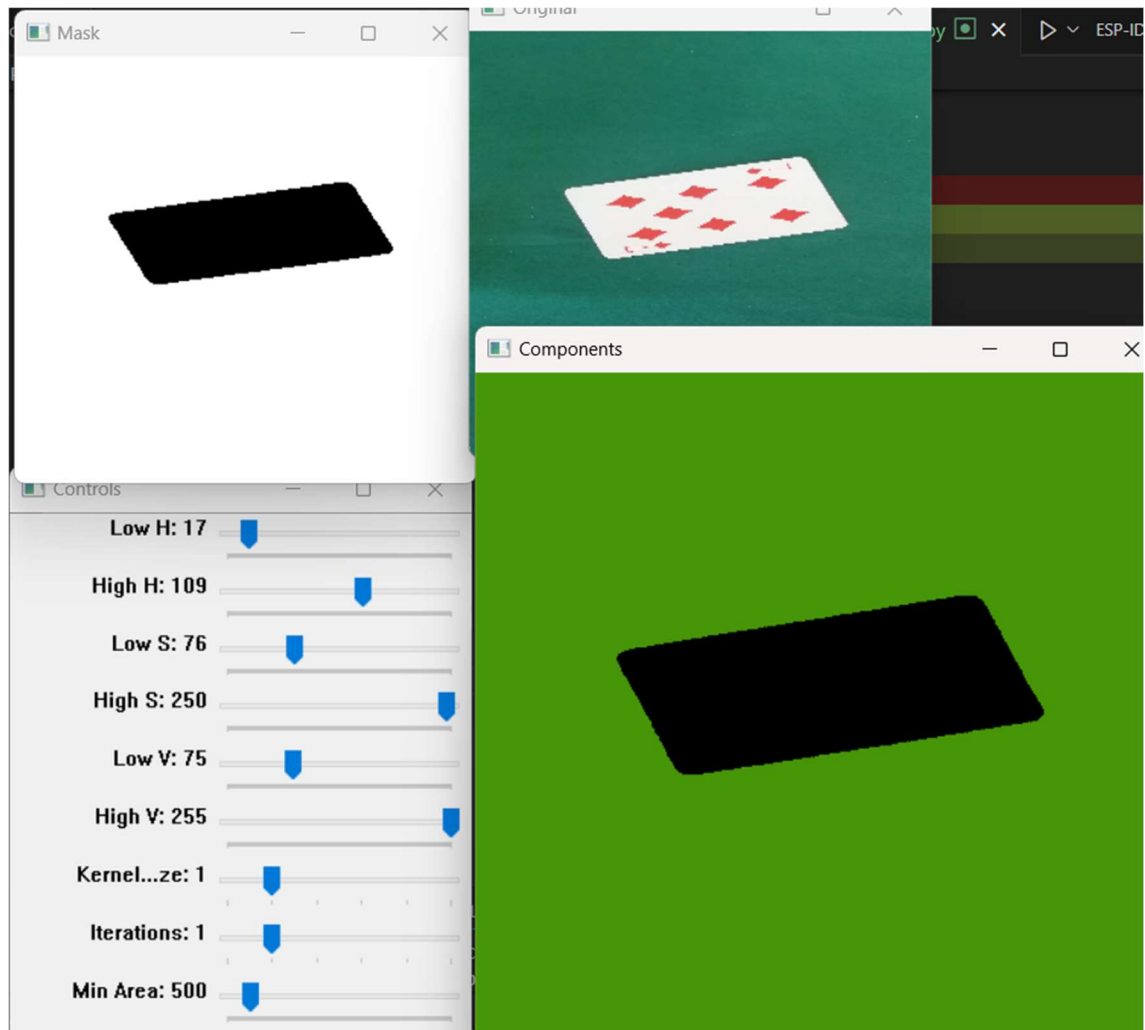 Mask
Original
py
ESP-ID
Components
Controls
Low H: 17
High H: 109
Low S: 76
High S: 250
Low V: 75
High V: 255
Kernel...ze: 1
Iterations: 1
Min Area: 500